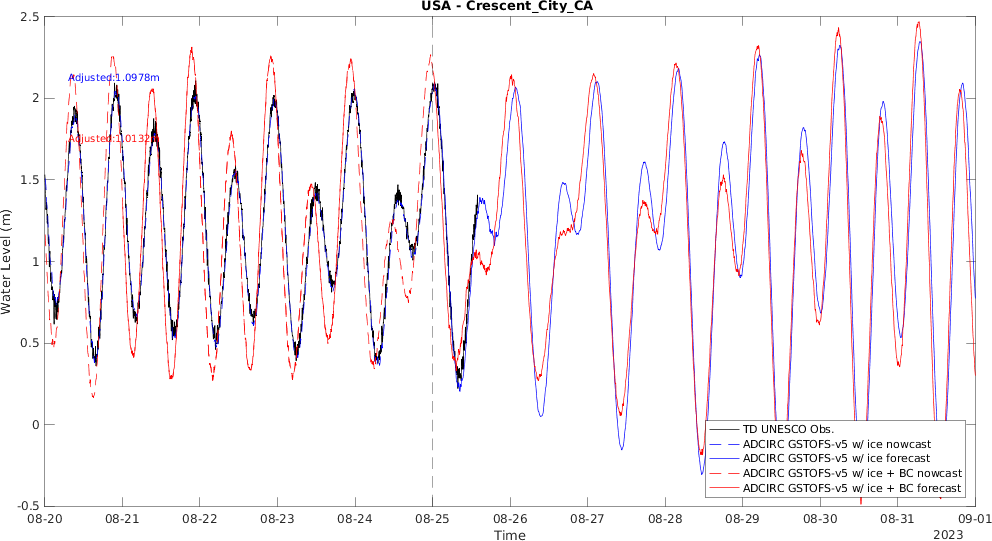 USA - Crescent_City_CA
2.5
2
1.5
1
0.5
0
-0.5
Water Level (m)
Adjusted:1.0978m
Adjusted:1.0132m
TD UNESCO Obs.
ADCIRC GSTOFS-v5 w/ ice nowcast
ADCIRC GSTOFS-v5 w/ ice forecast
ADCIRC GSTOFS-v5 w/ ice + BC nowcast
ADCIRC GSTOFS-v5 w/ ice + BC forecast
08-20 08-21 08-22 08-23 08-24 08-25 08-26 08-27 08-28 08-29 08-30 08-31 09-01
Time
2023